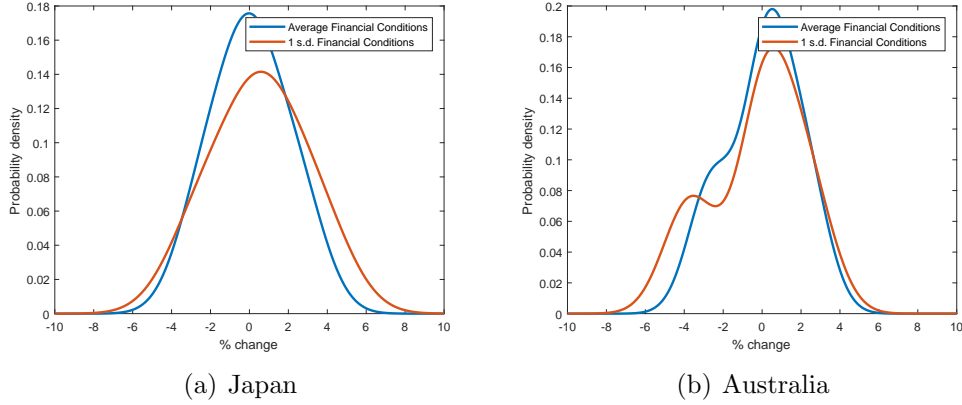 0.18
0.16
0.14
0.12
0.1
0.08
0.06
0.04
0.02
0
Probability density
-10 -8 -6 -4 -2 0 2 4 6 8 10
% change
Average Financial Conditions
1 s.d. Financial Conditions
(a) Japan
0.2
0.18
0.16
0.14
0.12
0.1
0.08
0.06
0.04
0.02
0
Probability density
-10 -8 -6 -4 -2 0 2 4 6 8 10
% change
Average Financial Conditions
1 s.d. Financial Conditions
(b) Australia